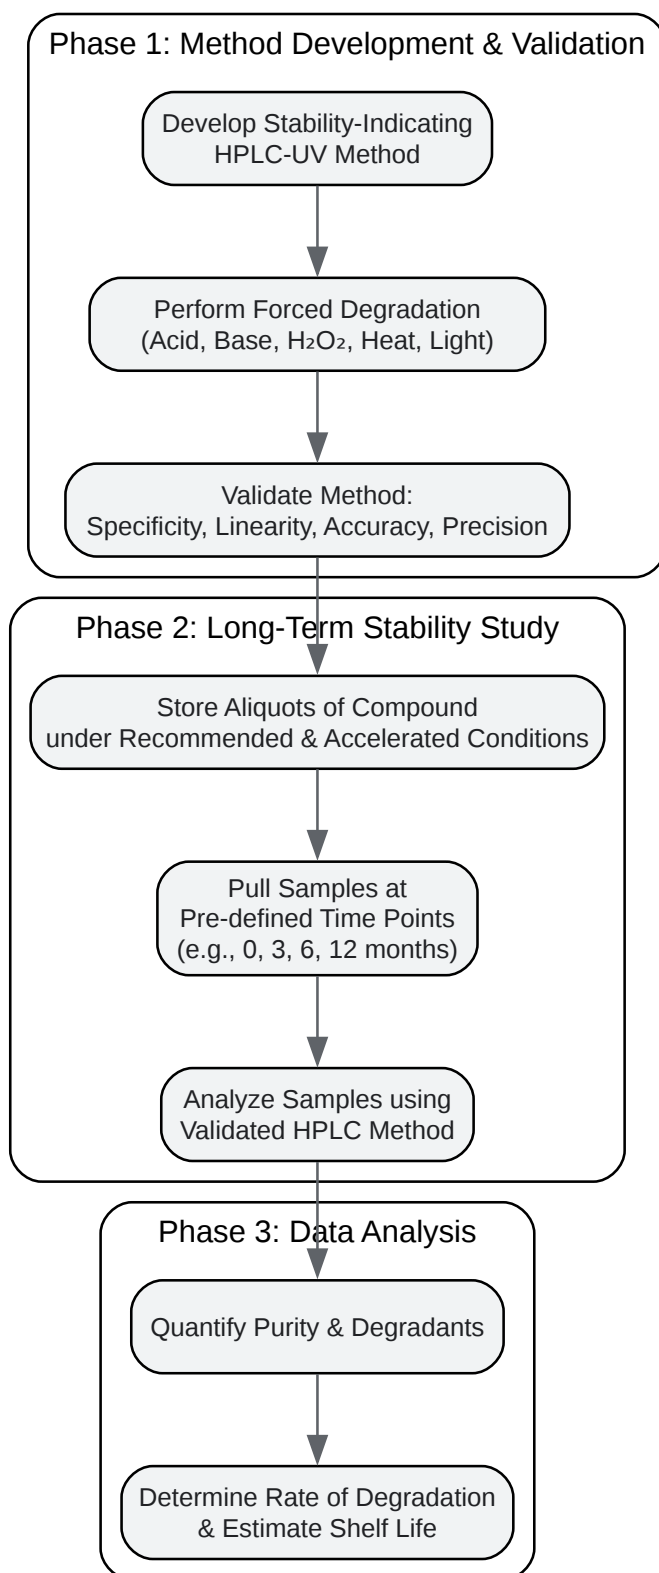 Phase 1: Method Development & Validation
Develop Stability-Indicating
HPLC-UV Method
Perform Forced Degradation
(Acid, Base, H₂O₂, Heat, Light)
Validate Method:
Specificity, Linearity, Accuracy, Precision
Phase 2: Long-Term Stability Study
Store Aliquots of Compound
under Recommended & Accelerated Conditions
Pull Samples at
Pre-defined Time Points
(e.g., 0, 3, 6, 12 months)
Analyze Samples using
Validated HPLC Method
Phase 3: Data Analysis
Quantify Purity & Degradants
Determine Rate of Degradation
& Estimate Shelf Life